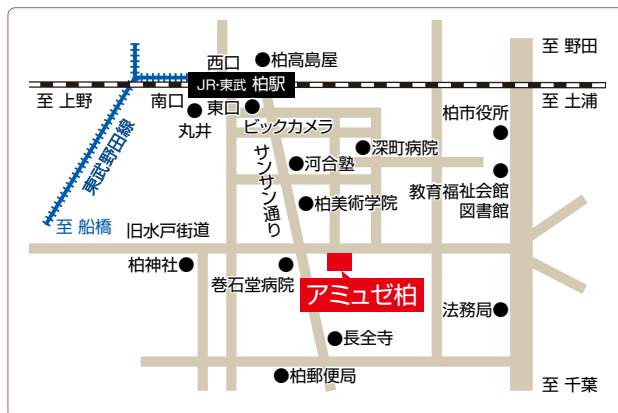 至 野田
西口
柏高島屋
JR・東武 柏駅
至 上野
南口
東口
至 土浦
丸井
ビックカメラ
柏市役所
東武野田線
サンサン通り
深町病院
河合塾
教育福祉会館
図書館
柏美術学院
至 船橋
旧水戸街道
柏神社
巻石堂病院
アミュゼ柏
法務局
長全寺
柏郵便局
至 千葉